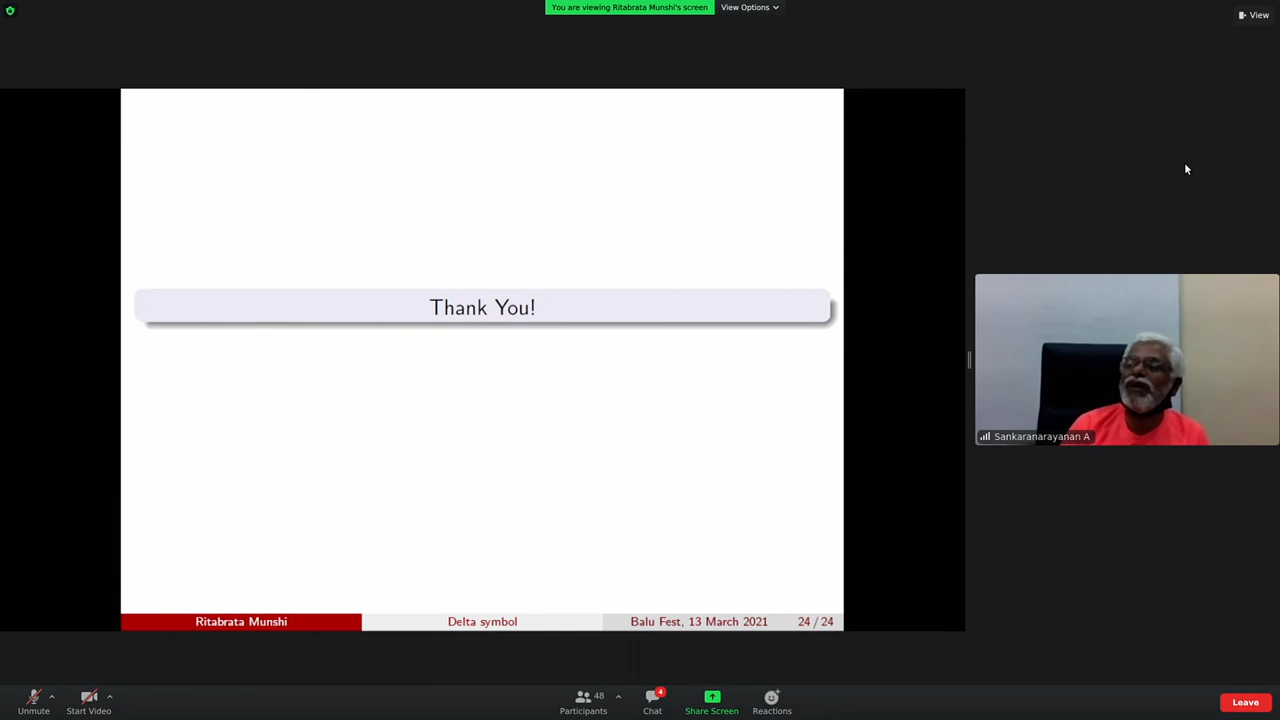 You are viewing Ritabrata Munshi's screen
View Options
View
Thank You!
Sankaranarayanan A
Ritabrata Munshi
Delta symbol
Balu Fest, 13 March 2021
24 / 24
Unmute
Start Video
48
Participants
4
Chat
Share Screen
Reactions
Leave